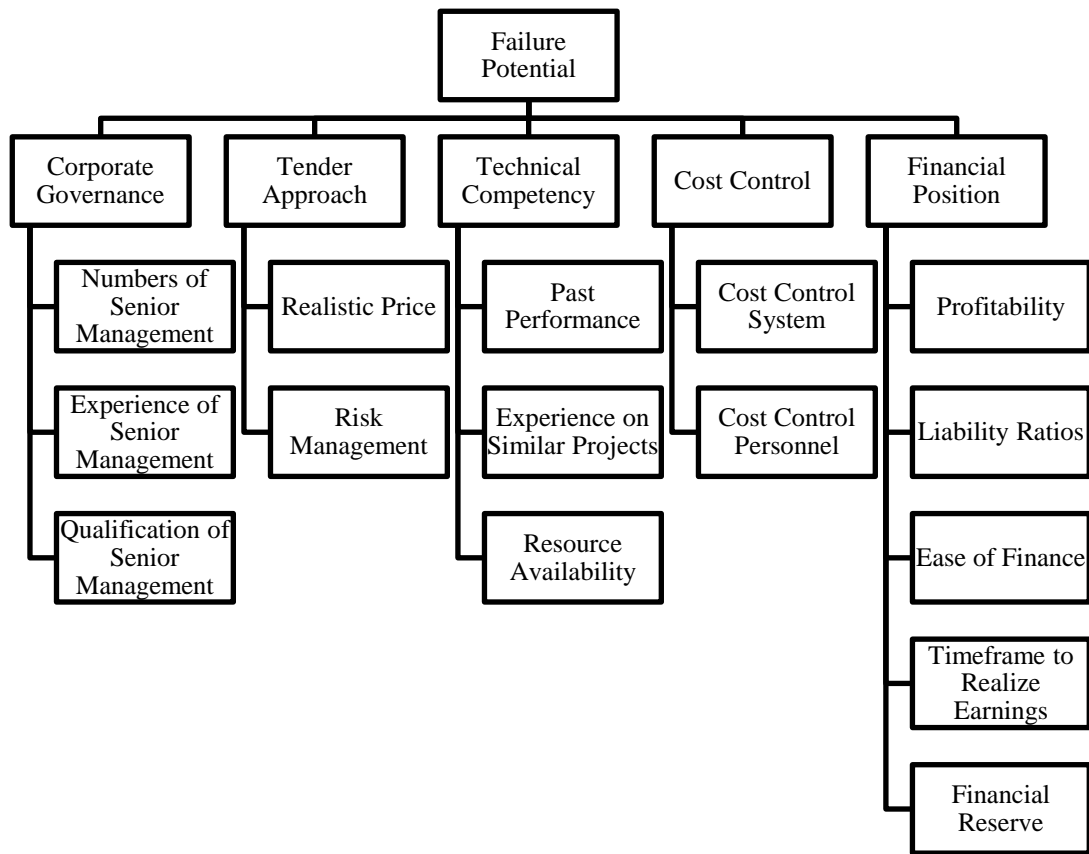 Failure
Potential
Corporate
Governance
Tender
Approach
Technical
Competency
Cost Control
Financial
Position
Numbers of
Senior
Management
Realistic Price
Past
Performance
Cost Control
System
Profitability
Experience of
Senior
Management
Risk
Management
Experience on
Similar Projects
Cost Control
Personnel
Liability Ratios
Qualification of
Senior
Management
Resource
Availability
Ease of Finance
Timeframe to
Realize
Earnings
Financial
Reserve